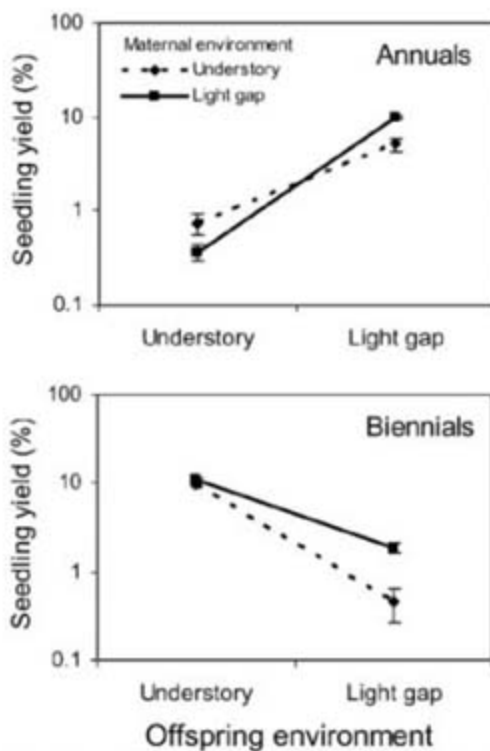 100
Maternal environment
Annuals
Understory
Light gap
10
1
0.1
Seedling yield (%)
Understory
Light gap
100
Biennials
10
1
0.1
Seedling yield (%)
Understory
Light gap
Offspring environment